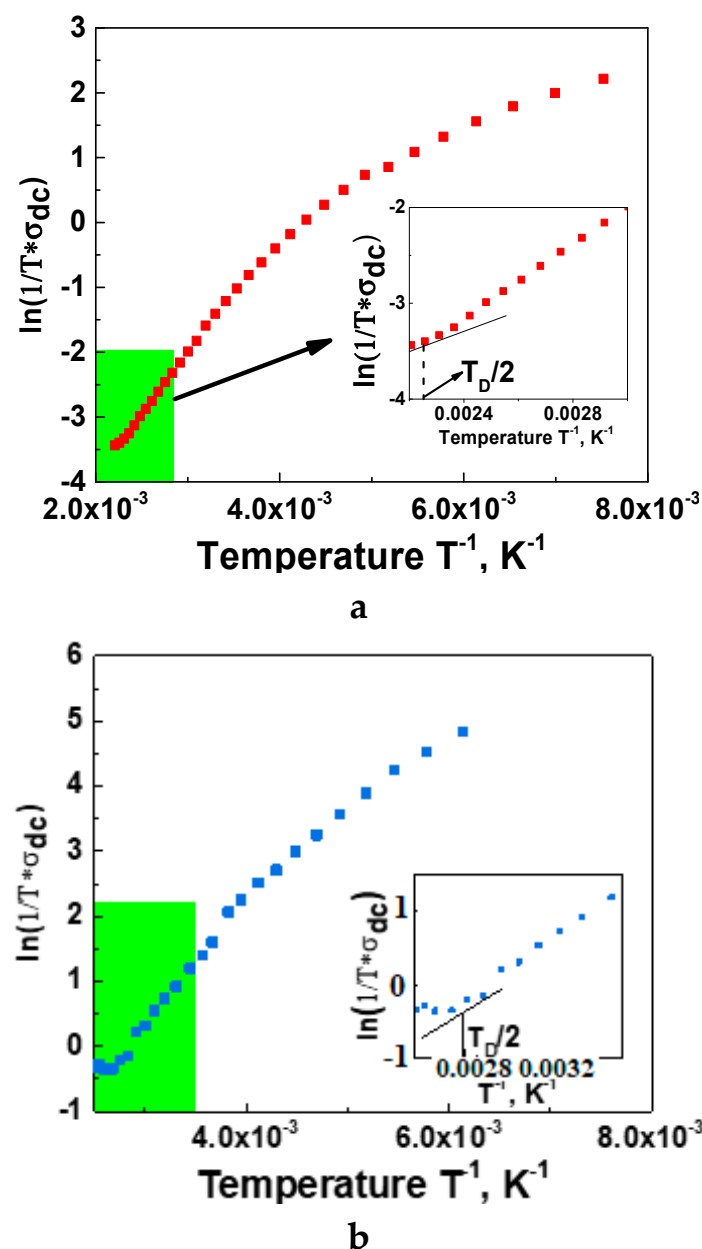 3
2
1
0
-1
-2
-3
-4
ln(1/T*σdc)
2.0x10⁻³ 4.0x10⁻³ 6.0x10⁻³ 8.0x10⁻³
Temperature T⁻¹, K⁻¹
-2
-3
-4
ln(1/T*σdc)
T_D/2
0.0024 0.0028
Temperature T⁻¹, K⁻¹
a
6
5
4
3
2
1
0
-1
ln(1/T*σdc)
4.0x10⁻³ 6.0x10⁻³ 8.0x10⁻³
Temperature T⁻¹, K⁻¹
1
0
-1
ln(1/T*σdc)
T_D/2
0.0028 0.0032
T⁻¹, K⁻¹
b